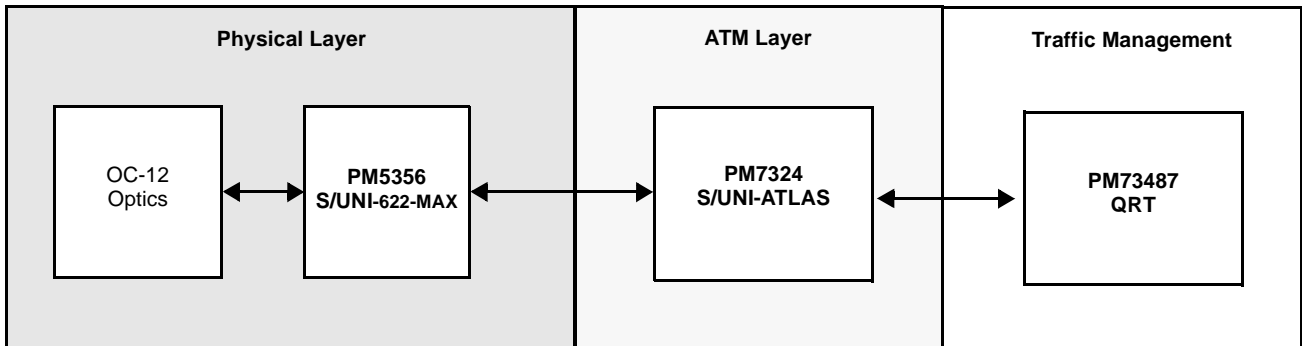 Physical Layer
ATM Layer
Traffic Management
OC-12
Optics
PM5356
S/UNI-622-MAX
PM7324
S/UNI-ATLAS
PM73487
QRT